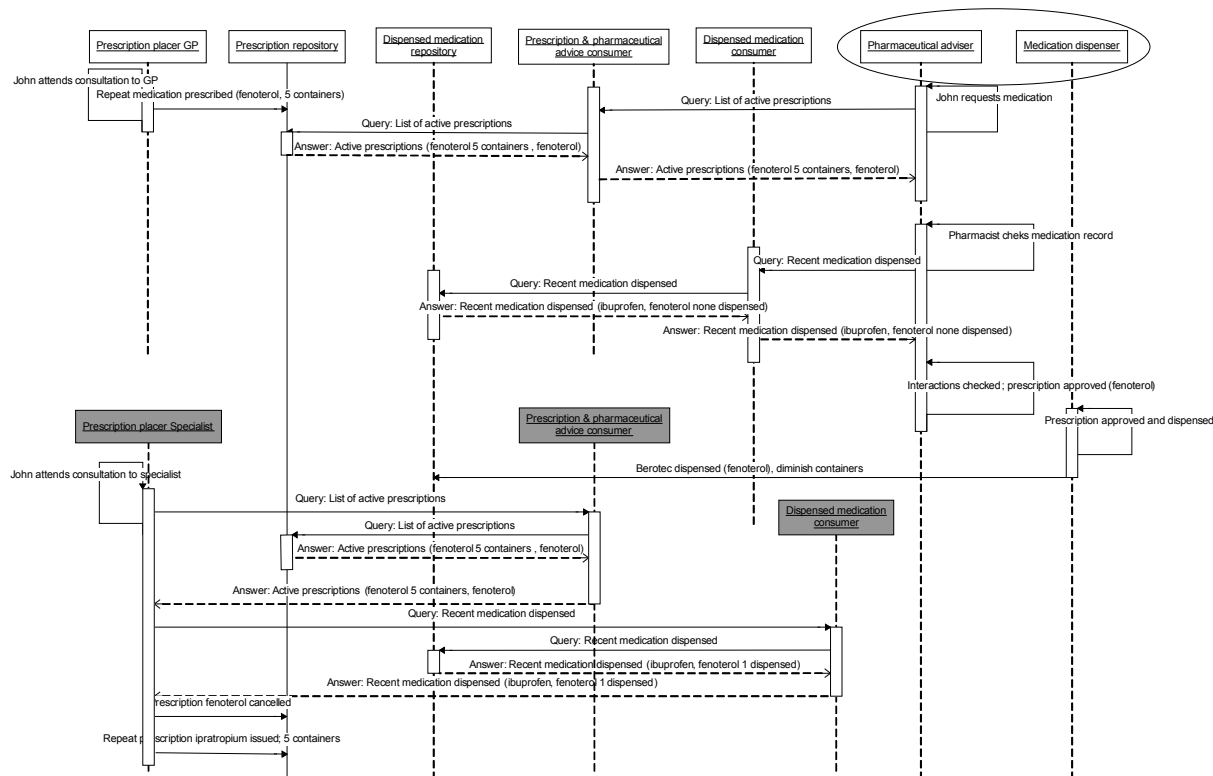 Prescription placer GP
Prescription repository
Dispensed medication
repository
Prescription & pharmaceutical
advice consumer
Dispensed medication
consumer
Pharmaceutical adviser
Medication dispenser
John attends consultation to GP
Repeat medication prescribed (fenoterol, 5 containers)
John requests medication
Query: List of active prescriptions
Query: List of active prescriptions
Answer: Active prescriptions (fenoterol 5 containers , fenoterol)
Answer: Active prescriptions (fenoterol 5 containers, fenoterol)
Pharmacist cheks medication record
Query: Recent medication dispensed
Query: Recent medication dispensed
Answer: Recent medication dispensed (ibuprofen, fenoterol none dispensed)
Answer: Recent medication dispensed (ibuprofen, fenoterol none dispensed)
Interactions checked ; prescription approved (fenoterol)
Prescription placer Specialist
Prescription & pharmaceutical
advice consumer
Prescription approved and dispensed
John attends consultation to specialist
Berotec dispensed (fenoterol), diminish containers
Query: List of active prescriptions
Dispensed medication
consumer
Query: List of active prescriptions
Answer: Active prescriptions (fenoterol 5 containers , fenoterol)
Answer: Active prescriptions (fenoterol 5 containers, fenoterol)
Query: Recent medication dispensed
Query: Recent medication dispensed
Answer: Recent medication dispensed (ibuprofen, fenoterol 1 dispensed)
Answer: Recent medication dispensed (ibuprofen, fenoterol 1 dispensed)
Prescription fenoterol cancelled
Repeat prescription ipratropium issued; 5 containers